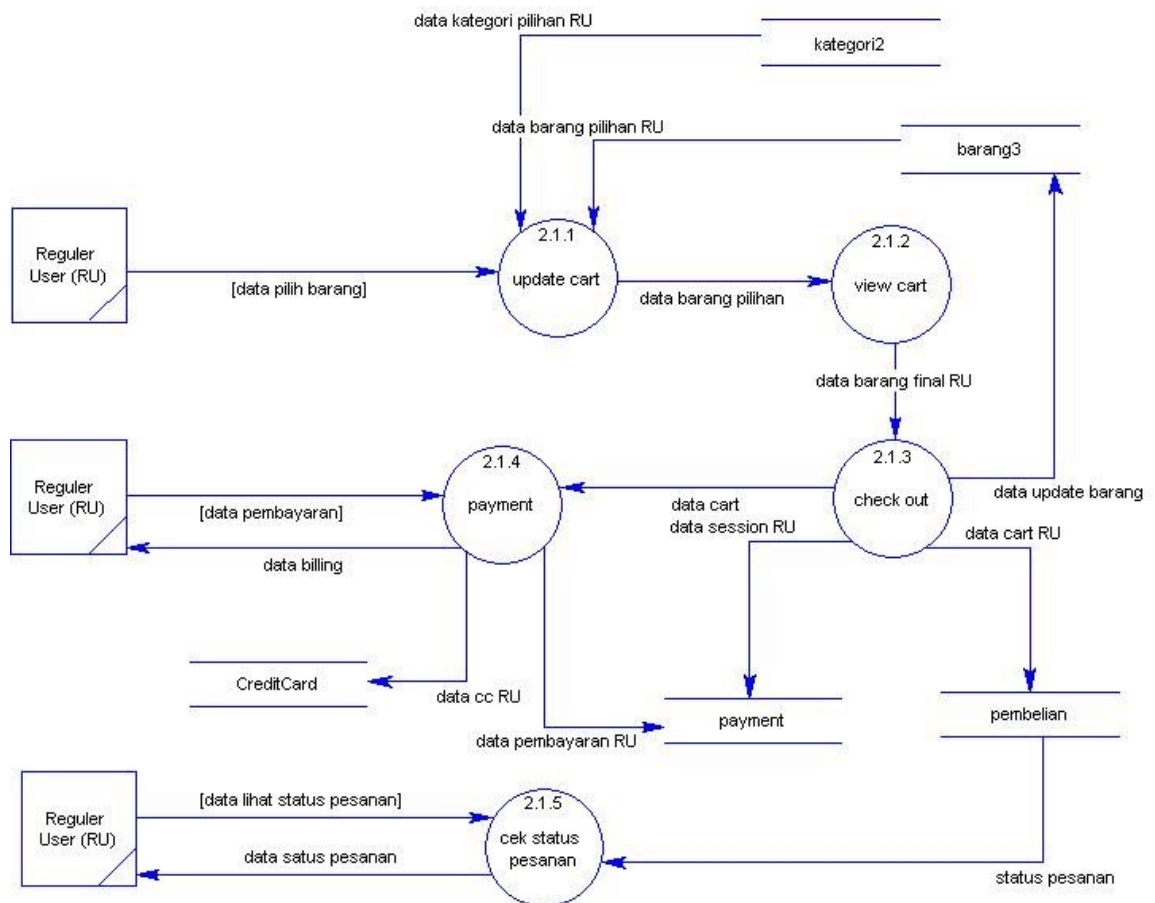 data kategori pilihan RU
kategori2
data barang pilihan RU
barang3
Reguler
User (RU)
[data pilih barang]
2.1.1
update cart
data barang pilihan
2.1.2
view cart
data barang final RU
Reguler
User (RU)
[data pembayaran]
data billing
2.1.4
payment
data cart
data session RU
2.1.3
check out
data update barang
data cart RU
CreditCard
data cc RU
data pembayaran RU
payment
pembelian
Reguler
User (RU)
[data lihat status pesanan]
data satus pesanan
2.1.5
cek status
pesanan
status pesanan